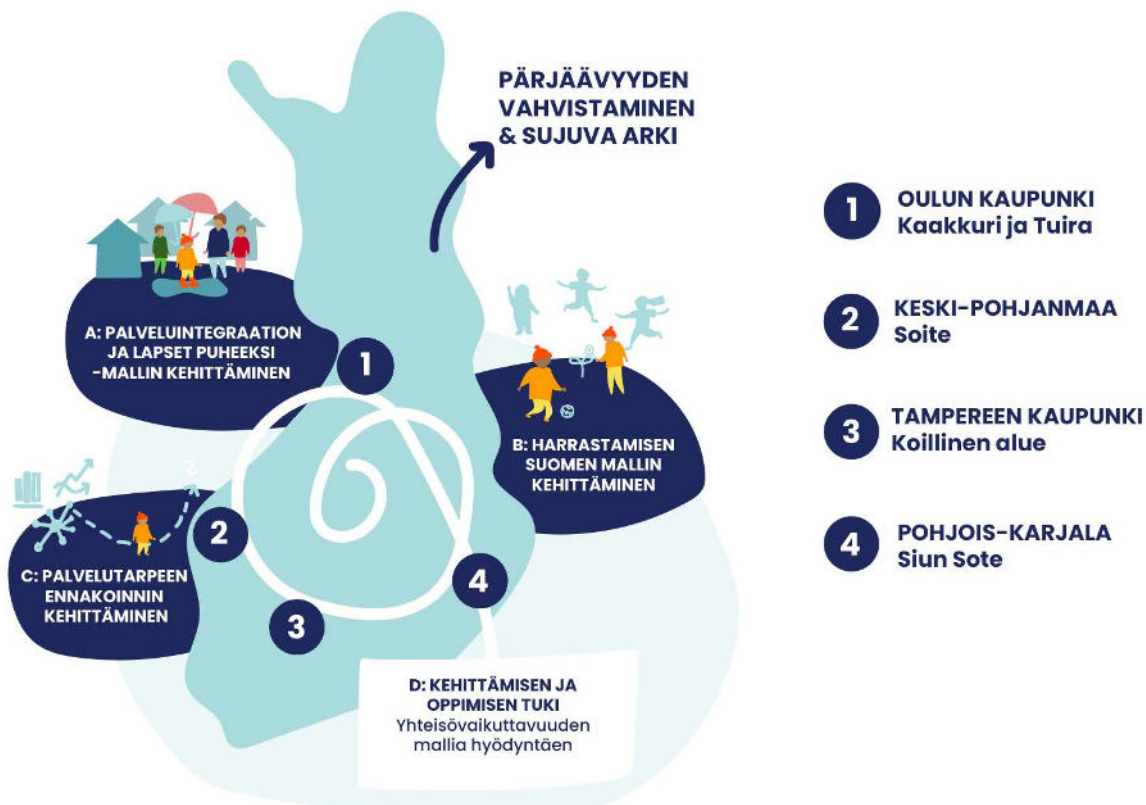 PÄRJÄÄVYYDEN
VAHVISTAMINEN
& SUJUVA ARKI
A: PALVELUINTEGRAATION
JA LAPSET PUHEEKSI
-MALLIN KEHITTÄMINEN
1
B: HARRASTAMISEN
SUOMEN MALLIN
KEHITTÄMINEN
2
C: PALVELUTARPEEN
ENNAKOINNIN
KEHITTÄMINEN
3
4
D: KEHITTÄMISEN JA
OPPIMISEN TUKI
Yhteisövaikuttavuuden
mallia hyödyntäen
1 OULUN KAUPUNKI
Kaakkuri ja Tuira
2 KESKI-POHJANMAA
Soite
3 TAMPEREEN KAUPUNKI
Koillinen alue
4 POHJOIS-KARJALA
Siun Sote